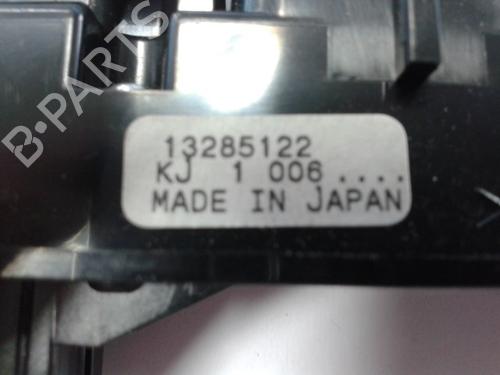 B-PARTS
13285122
KJ 1 006 ....
MADE IN JAPAN